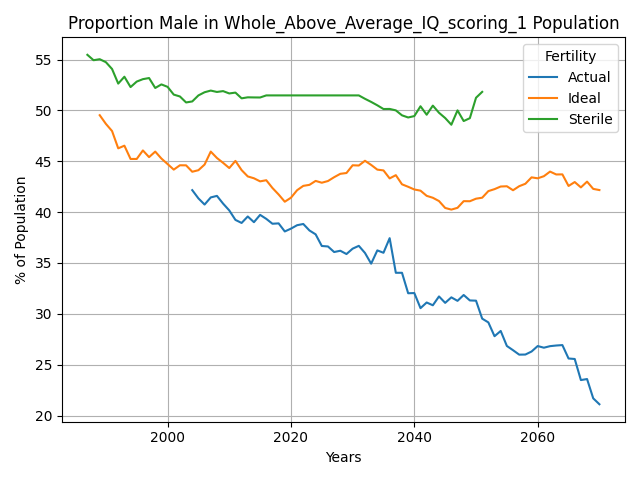 Proportion Male in Whole_Above_Average_IQ_scoring_1 Population
Fertility
Actual
Ideal
Sterile
% of Population
55
50
45
40
35
30
25
20
2000
2020
2040
2060
Years